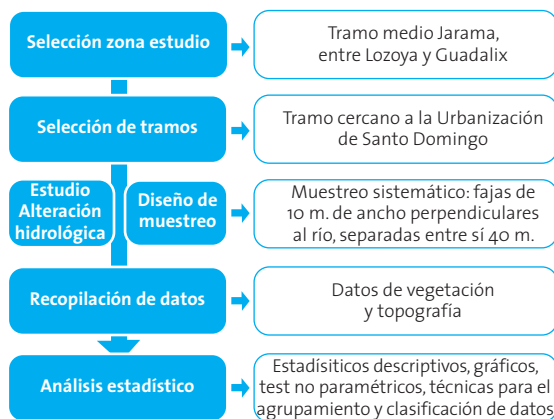 Selección zona estudio
Tramo medio Jarama,
entre Lozoya y Guadalix
Selección de tramos
Tramo cercano a la Urbanización
de Santo Domingo
Estudio
Alteración
hidrológica
Diseño de
muestreo
Muestreo sistemático: fajas de
10 m. de ancho perpendiculares
al río, separadas entre sí 40 m.
Recopilación de datos
Datos de vegetación
y topografía
Análisis estadístico
Estadísiticos descriptivos, gráficos,
test no paramétricos, técnicas para el
agrupamiento y clasificación de datos